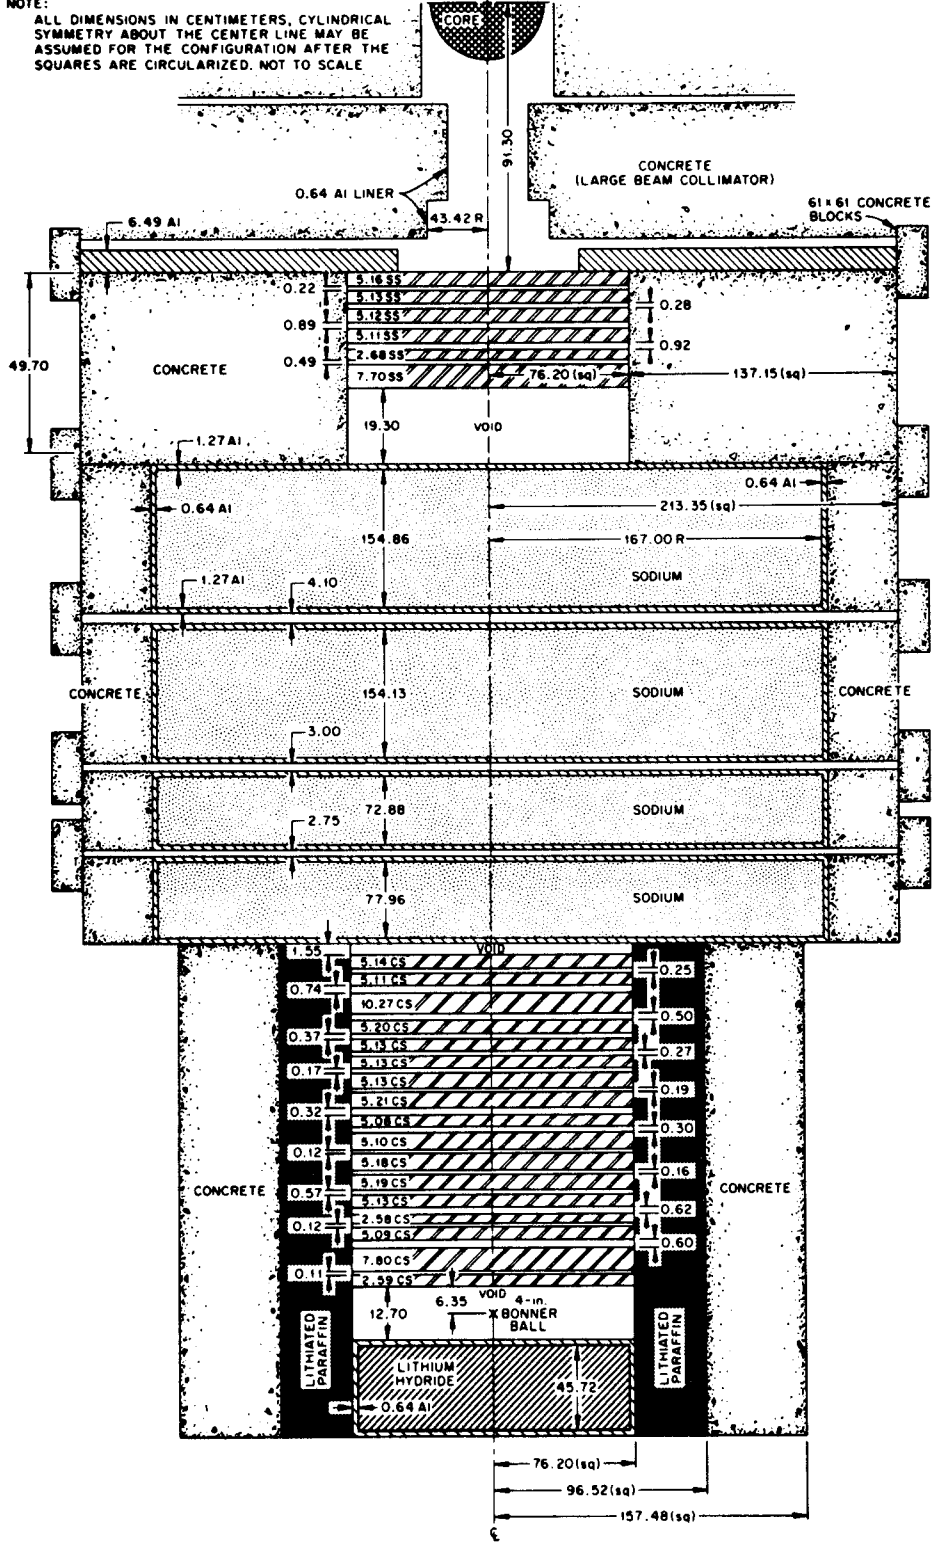 NOTE:
ALL DIMENSIONS IN CENTIMETERS, CYLINDRICAL
SYMMETRY ABOUT THE CENTER LINE MAY BE
ASSUMED FOR THE CONFIGURATION AFTER THE
SQUARES ARE CIRCULARIZED. NOT TO SCALE
CORE
91.30
CONCRETE
(LARGE BEAM COLLIMATOR)
0.64 Al LINER
61 x 61 CONCRETE
BLOCKS
43.42 R
6.49 Al
5.16 SS
0.22
5.13 SS
0.28
5.12 SS
0.89
5.11 SS
0.92
2.68 SS
0.49
49.70
CONCRETE
7.70 SS
76.20 (sq)
137.15 (sq)
19.30
VOID
1.27 Al
0.64 Al
0.64 Al
213.35 (sq)
154.86
167.00 R
1.27 Al
4.10
SODIUM
CONCRETE
154.13
SODIUM
CONCRETE
3.00
72.88
SODIUM
2.75
77.96
SODIUM
1.55
VOID
5.14 CS
0.25
5.11 CS
0.74
10.27 CS
0.50
5.20 CS
0.37
5.13 CS
0.27
5.13 CS
0.17
5.13 CS
0.19
5.21 CS
0.32
5.08 CS
0.30
5.10 CS
0.12
5.18 CS
0.16
5.19 CS
CONCRETE
0.57
CONCRETE
5.13 CS
0.62
2.58 CS
0.12
5.09 CS
0.60
7.80 CS
0.11
2.59 CS
VOID
6.35
4-in.
12.70
BONNER
BALL
LITHIATED
PARAFFIN
LITHIATED
PARAFFIN
LITHIUM
HYDRIDE
45.72
0.64 Al
76.20 (sq)
96.52 (sq)
157.48 (sq)
℄